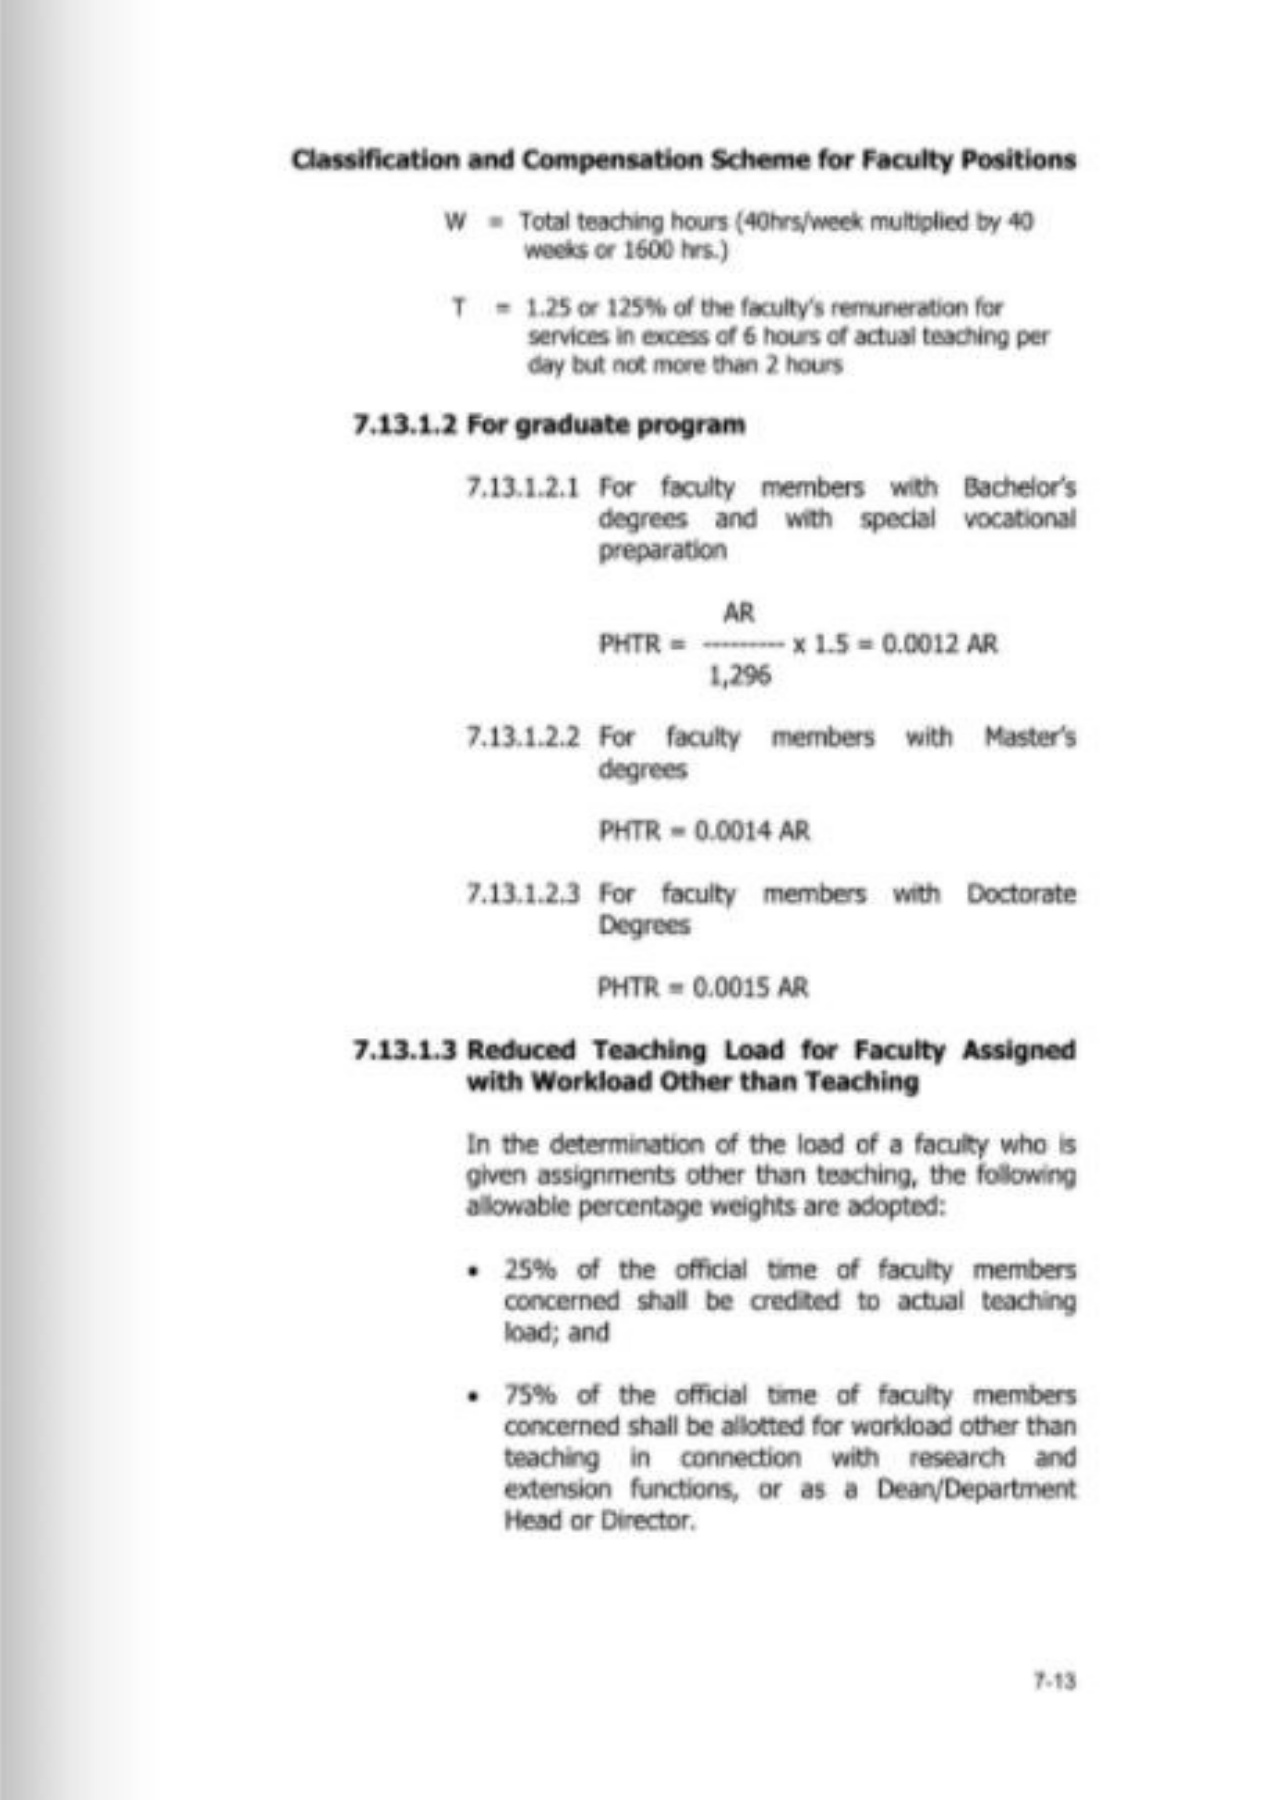 Classification and Compensation Scheme for Faculty Positions
W = Total teaching hours (40hrs/week multiplied by 40
weeks or 1600 hrs.)
T = 1.25 or 125% of the faculty's remuneration for
services in excess of 6 hours of actual teaching per
day but not more than 2 hours
7.13.1.2 For graduate program
7.13.1.2.1 For faculty members with Bachelor's
degrees and with special vocational
preparation
AR
PHTR = --------- x 1.5 = 0.0012 AR
1,296
7.13.1.2.2 For faculty members with Master's
degrees
PHTR = 0.0014 AR
7.13.1.2.3 For faculty members with Doctorate
Degrees
PHTR = 0.0015 AR
7.13.1.3 Reduced Teaching Load for Faculty Assigned
with Workload Other than Teaching
In the determination of the load of a faculty who is
given assignments other than teaching, the following
allowable percentage weights are adopted:
• 25% of the official time of faculty members
concerned shall be credited to actual teaching
load; and
• 75% of the official time of faculty members
concerned shall be allotted for workload other than
teaching in connection with research and
extension functions, or as a Dean/Department
Head or Director.
7-13